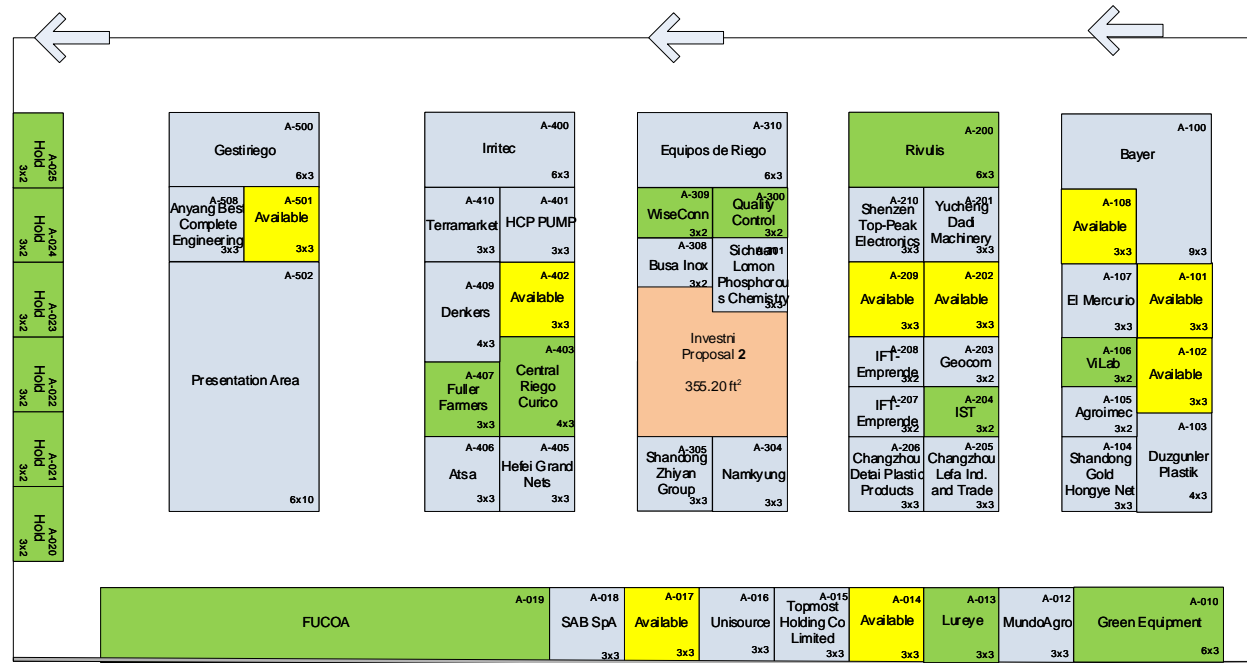 A-025
Hold
3x2
A-024
Hold
3x2
A-023
Hold
3x2
A-022
Hold
3x2
A-021
Hold
3x2
A-020
Hold
3x2
A-500
Gestiriego
6x3
A-508
Anyang Best
Complete
Engineering
3x3
A-501
Available
3x3
A-502
Presentation Area
6x10
A-400
Irritec
6x3
A-410
Terramarket
3x3
A-401
HCP PUMP
3x3
A-409
Denkers
4x3
A-402
Available
3x3
A-403
Central
Riego
Curico
4x3
A-407
Fuller
Farmers
3x3
A-406
Atsa
3x3
A-405
Hefei Grand
Nets
3x3
A-310
Equipos de Riego
6x3
A-309
WiseConn
3x2
A-300
Quality
Control
3x2
A-308
Busa Inox
3x2
A-301
Sichuan
Lomon
Phosphorou
s Chemistry
3x3
Investni
Proposal 2
355.20 ft²
A-305
Shandong
Zhiyan
Group
3x3
A-304
Namkyung
3x3
A-200
Rivulis
6x3
A-210
Shenzen
Top-Peak
Electronics
3x3
A-201
Yucheng
Dadi
Machinery
3x3
A-209
Available
3x3
A-202
Available
3x3
A-208
IFT-
Emprende
3x2
A-203
Geocom
3x2
A-207
IFT-
Emprende
3x2
A-204
IST
3x2
A-206
Changzhou
Detai Plastic
Products
3x3
A-205
Changzhou
Lefa Ind.
and Trade
3x3
A-100
Bayer
9x3
A-108
Available
3x3
A-107
El Mercurio
3x3
A-101
Available
3x3
A-106
ViLab
3x2
A-102
Available
3x3
A-105
Agroimec
3x2
A-104
Shandong
Gold
Hongye Net
3x3
A-103
Duzgunler
Plastik
4x3
A-019
FUCOA
A-018
SAB SpA
3x3
A-017
Available
3x3
A-016
Unisource
3x3
A-015
Topmost
Holding Co
Limited
3x3
A-014
Available
3x3
A-013
Lureye
3x3
A-012
MundoAgro
3x3
A-010
Green Equipment
6x3